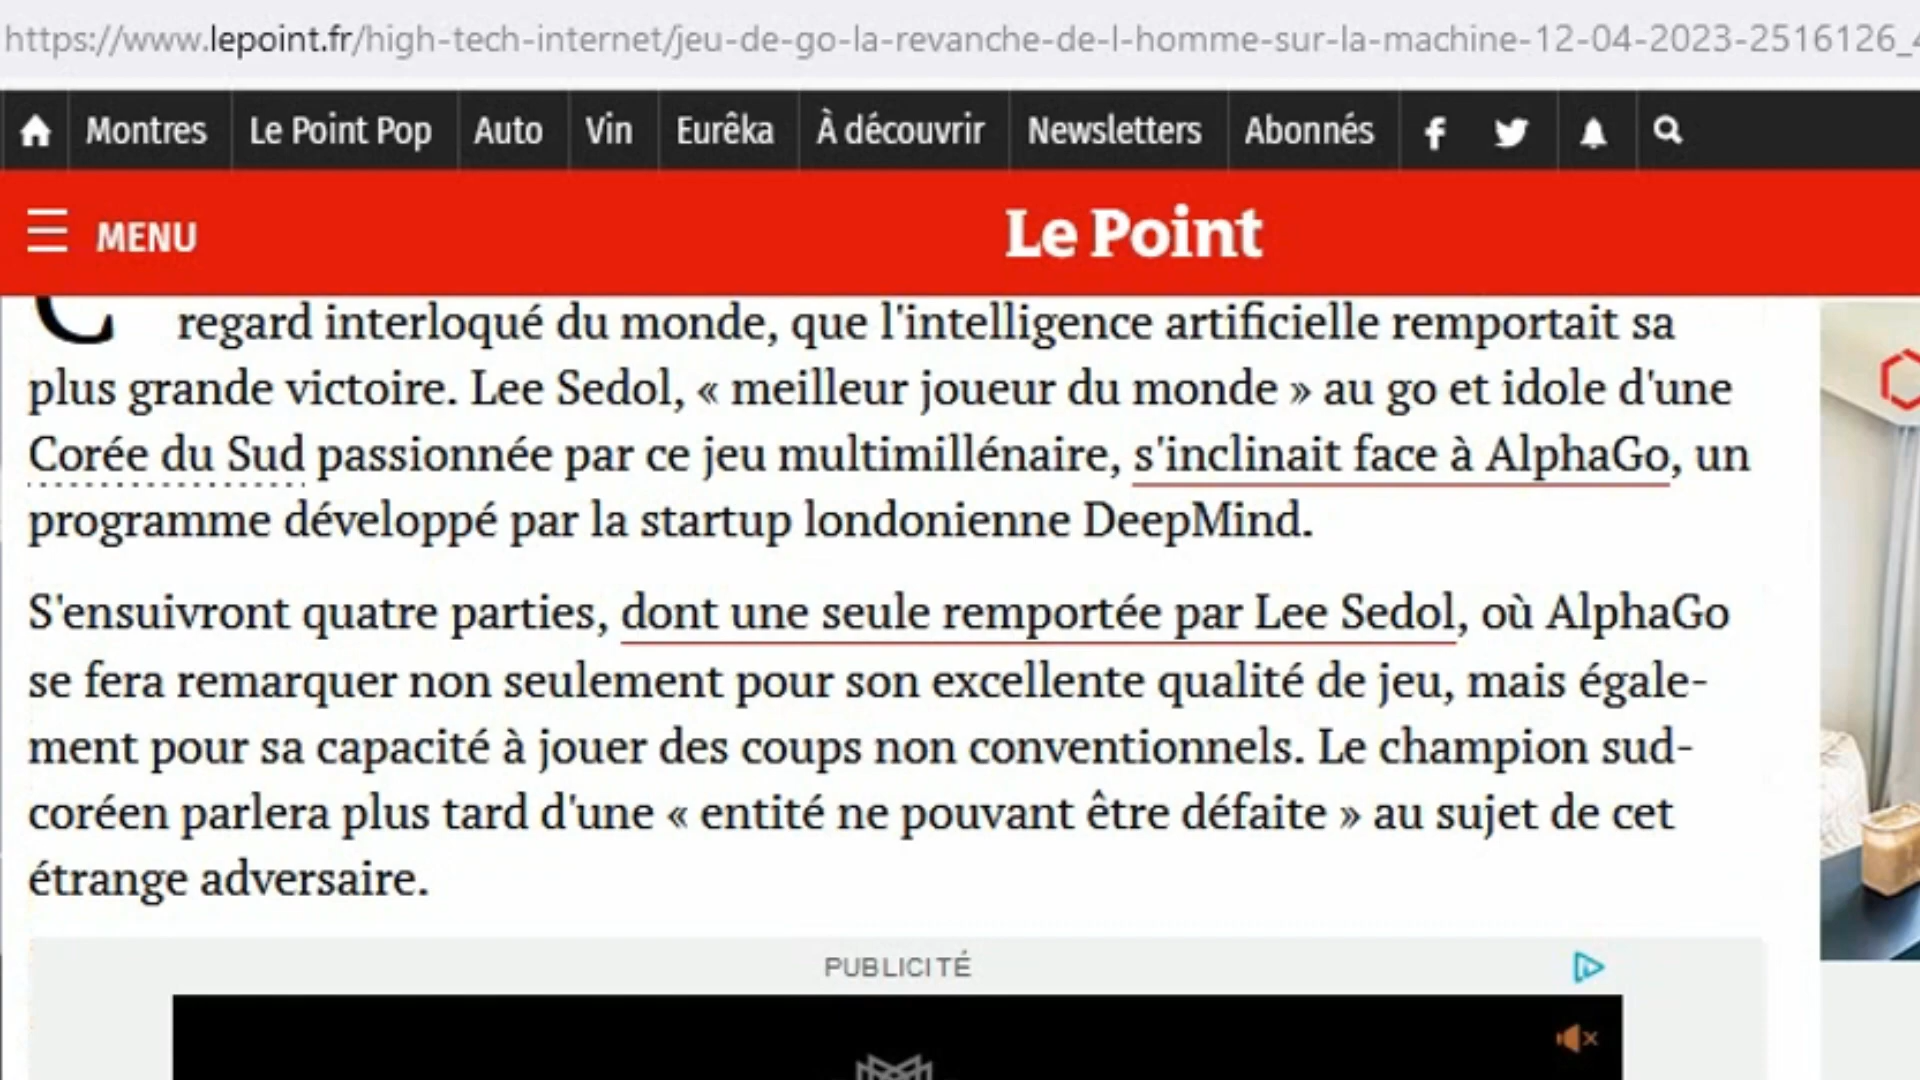 https://www.lepoint.fr/high-tech-internet/jeu-de-go-la-revanche-de-l-homme-sur-la-machine-12-04-2023-2516126_4
Montres Le Point Pop Auto Vin Eurêka À découvrir Newsletters Abonnés
MENU Le Point
regard interloqué du monde, que l'intelligence artificielle remportait sa
plus grande victoire. Lee Sedol, « meilleur joueur du monde » au go et idole d'une
Corée du Sud passionnée par ce jeu multimillénaire, s'inclinait face à AlphaGo, un
programme développé par la startup londonienne DeepMind.
S'ensuivront quatre parties, dont une seule remportée par Lee Sedol, où AlphaGo
se fera remarquer non seulement pour son excellente qualité de jeu, mais égale-
ment pour sa capacité à jouer des coups non conventionnels. Le champion sud-
coréen parlera plus tard d'une « entité ne pouvant être défaite » au sujet de cet
étrange adversaire.
PUBLICITÉ